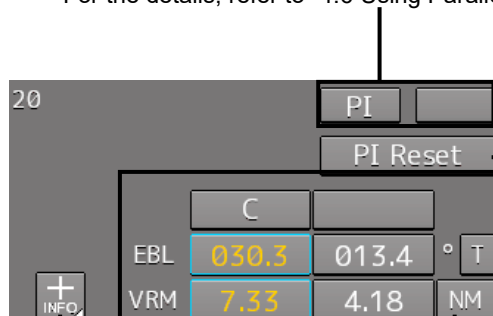 For the details, refer to "4.6 Using Paralle
20
PI
PI Reset
C
EBL 030.3 013.4 ° T
VRM 7.33 4.18 NM
INFO